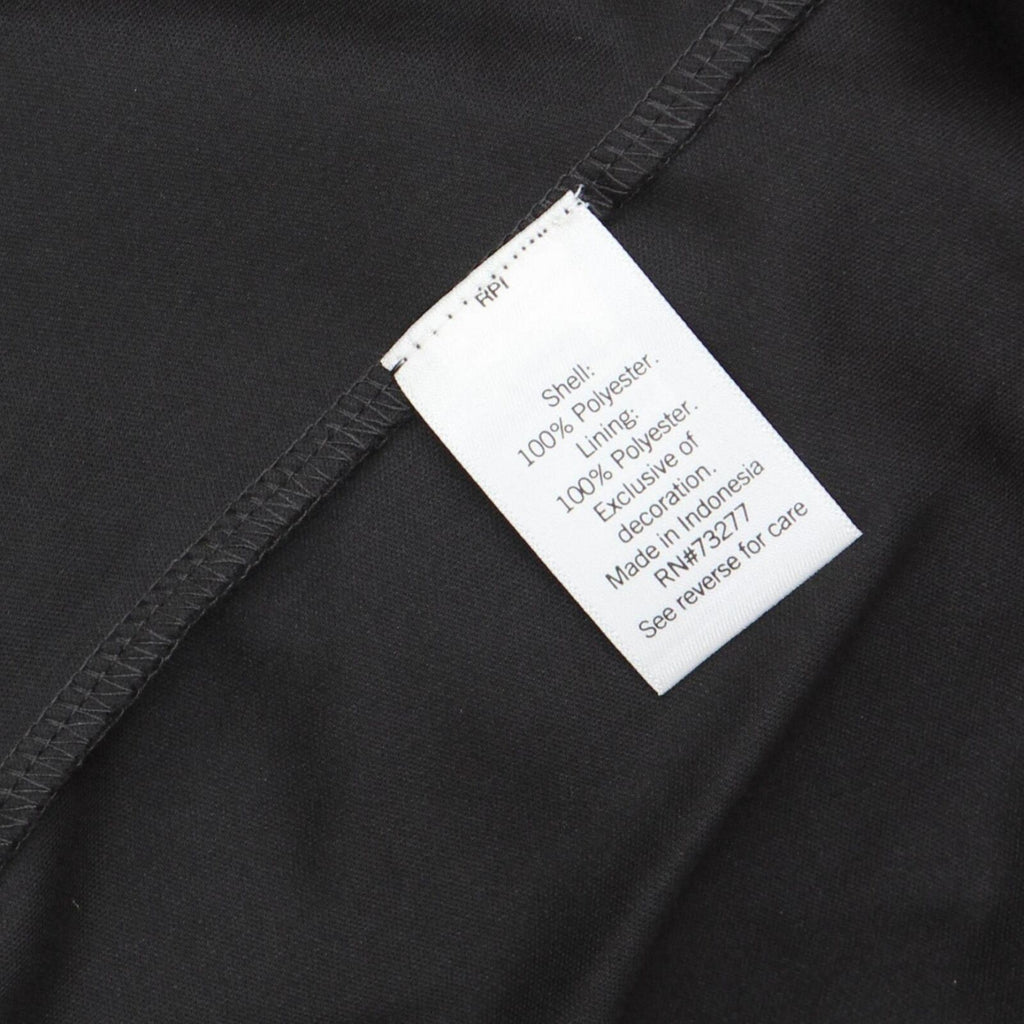 RPI
Shell:
100% Polyester.
Lining:
100% Polyester.
Exclusive of
decoration.
Made in Indonesia
RN#73277
See reverse for care